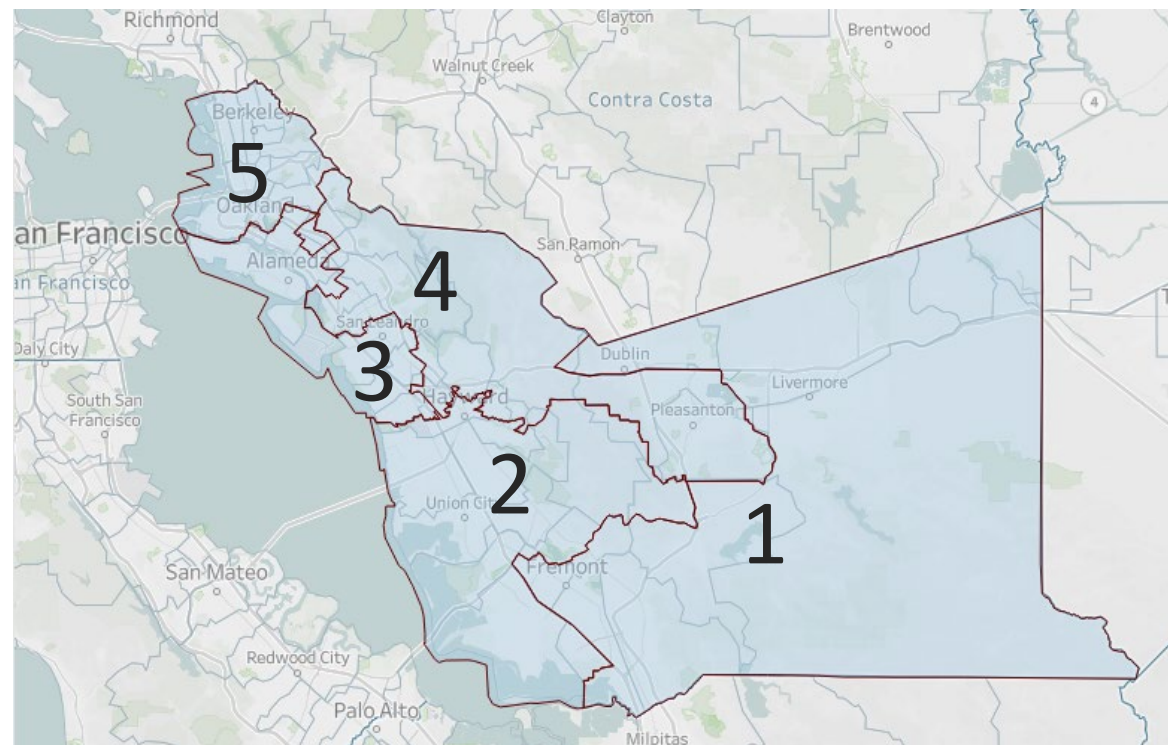 Richmond
Clayton
Brentwood
Walnut Creek
Contra Costa
4
Berkeley
5
Oakland
an Francisco
San Ramon
Alameda
4
an Francisco
San Leandro
Daly City
3
Dublin
Livermore
Hayward
South San
Francisco
Pleasanton
2
Union City
1
Fremont
San Mateo
Redwood City
Palo Alto
Milpitas